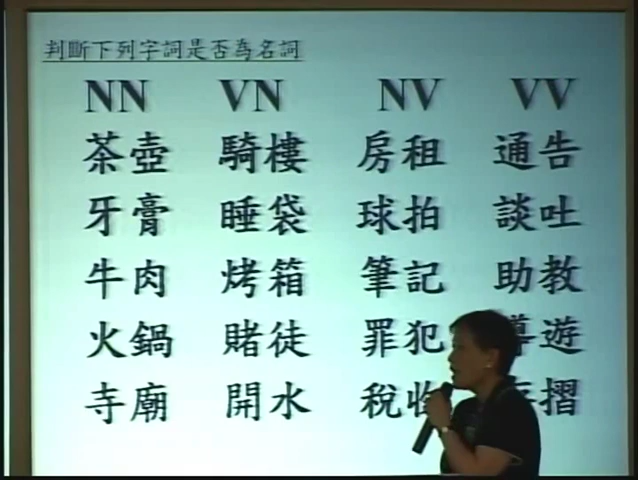 判斷下列字詞是否為名詞
NN VN NV VV
茶壺 騎樓 房租 通告
牙膏 睡袋 球拍 談吐
牛肉 烤箱 筆記 助教
火鍋 賭徒 罪犯 導遊
寺廟 開水 稅收 摺